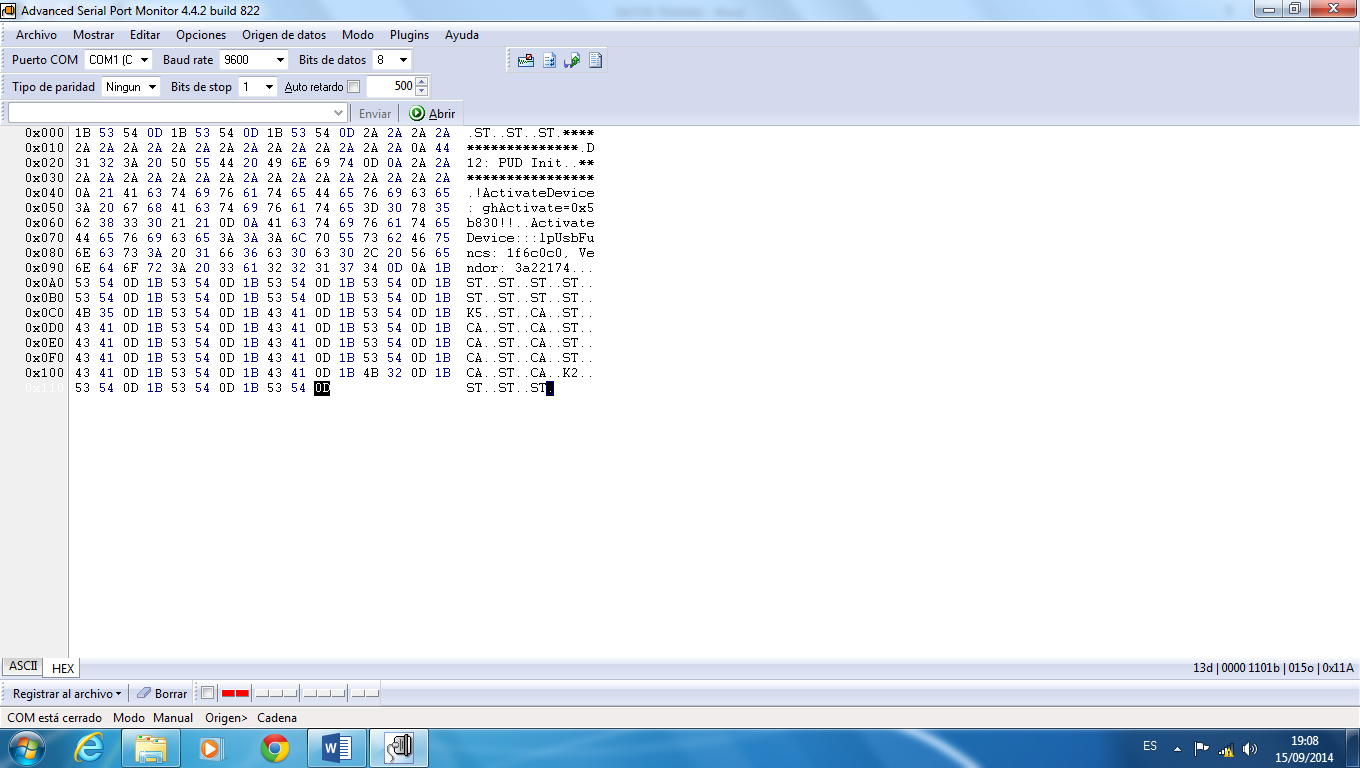 Advanced Serial Port Monitor 4.4.2 build 822
Archivo Mostrar Editar Opciones Origen de datos Modo Plugins Ayuda
Puerto COM COM1 (C Baud rate 9600 Bits de datos 8
Tipo de paridad Ningun Bits de stop 1 Auto retardo 500
Enviar Abrir
0x000 1B 53 54 0D 1B 53 54 0D 1B 53 54 0D 2A 2A 2A 2A .ST..ST..ST.****
0x010 2A 2A 2A 2A 2A 2A 2A 2A 2A 2A 2A 2A 2A 2A 0A 44 **************.D
0x020 31 32 3A 20 50 55 44 20 49 6E 69 74 0D 0A 2A 2A 12: PUD Init..**
0x030 2A 2A 2A 2A 2A 2A 2A 2A 2A 2A 2A 2A 2A 2A 2A 2A ****************
0x040 0A 21 41 63 74 69 76 61 74 65 44 65 76 69 63 65 .!ActivateDevice
0x050 3A 20 67 68 41 63 74 69 76 61 74 65 3D 30 78 35 : ghActivate=0x5
0x060 62 38 33 30 21 21 0D 0A 41 63 74 69 76 61 74 65 b830!!..Activate
0x070 44 65 76 69 63 65 3A 3A 3A 6C 70 55 73 62 46 75 Device:::lpUsbFu
0x080 6E 63 73 3A 20 31 66 36 63 30 63 30 2C 20 56 65 ncs: 1f6c0c0, Ve
0x090 6E 64 6F 72 3A 20 33 61 32 32 31 37 34 0D 0A 1B ndor: 3a22174...
0x0A0 53 54 0D 1B 53 54 0D 1B 53 54 0D 1B 53 54 0D 1B ST..ST..ST..ST..
0x0B0 53 54 0D 1B 53 54 0D 1B 53 54 0D 1B 53 54 0D 1B ST..ST..ST..ST..
0x0C0 4B 35 0D 1B 53 54 0D 1B 43 41 0D 1B 53 54 0D 1B K5..ST..CA..ST..
0x0D0 43 41 0D 1B 53 54 0D 1B 43 41 0D 1B 53 54 0D 1B CA..ST..CA..ST..
0x0E0 43 41 0D 1B 53 54 0D 1B 43 41 0D 1B 53 54 0D 1B CA..ST..CA..ST..
0x0F0 43 41 0D 1B 53 54 0D 1B 43 41 0D 1B 53 54 0D 1B CA..ST..CA..ST..
0x100 43 41 0D 1B 53 54 0D 1B 43 41 0D 1B 4B 32 0D 1B CA..ST..CA..K2..
0x110 53 54 0D 1B 53 54 0D 1B 53 54 0D ST..ST..ST.
ASCII HEX
13d | 0000 1101b | 015o | 0x11A
Registrar al archivo Borrar
COM está cerrado Modo Manual Origen> Cadena
ES
19:08
15/09/2014